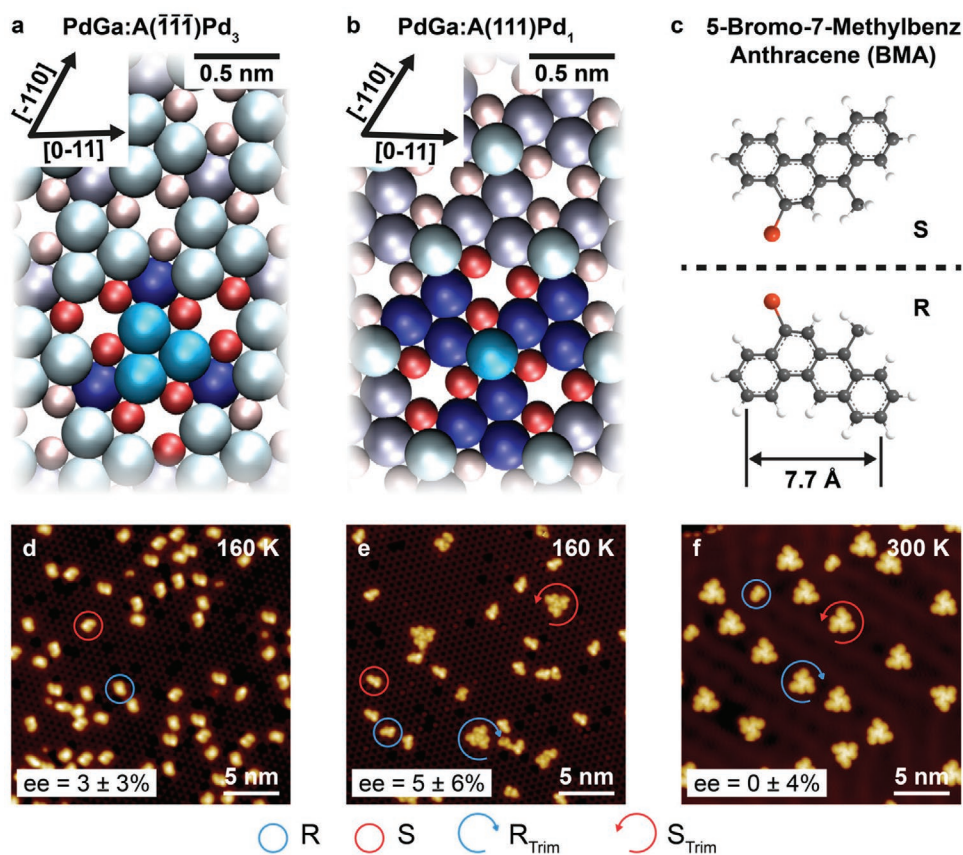 a PdGa:A(1̅1̅1̅)Pd₃
0.5 nm
[-110]
[0-11]
b PdGa:A(111)Pd₁
0.5 nm
[-110]
[0-11]
c 5-Bromo-7-Methylbenz
Anthracene (BMA)
S
R
7.7 Å
d 160 K
ee = 3 ± 3%
5 nm
e 160 K
ee = 5 ± 6%
5 nm
f 300 K
ee = 0 ± 4%
5 nm
R S R_Trim S_Trim